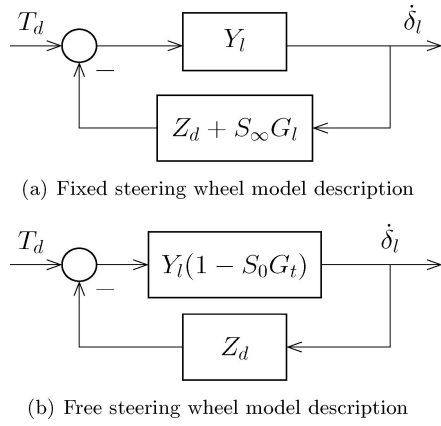 T_d
δ̇_l
Y_l
−
Z_d + S_∞G_l
(a) Fixed steering wheel model description
T_d
δ̇_l
Y_l(1 − S_0G_t)
−
Z_d
(b) Free steering wheel model description